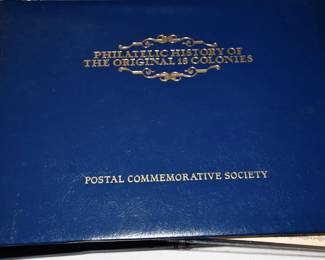 PHILATELIC HISTORY OF
THE ORIGINAL 13 COLONIES
POSTAL COMMEMORATIVE SOCIETY